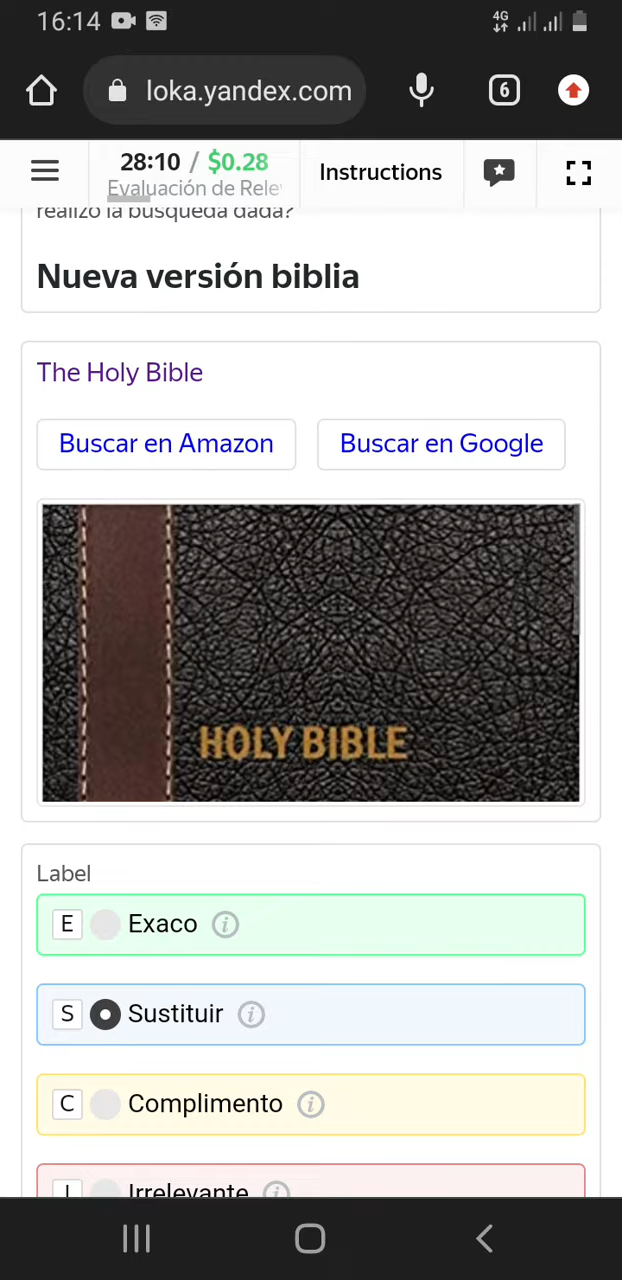 16:14
4G
loka.yandex.com
6
28:10 / $0.28
Evaluación de Rele
Instructions
realizó la búsqueda dada?
Nueva versión biblia
The Holy Bible
Buscar en Amazon
Buscar en Google
HOLY BIBLE
Label
E Exaco i
S Sustituir i
C Complimento i
I Irrelevante i